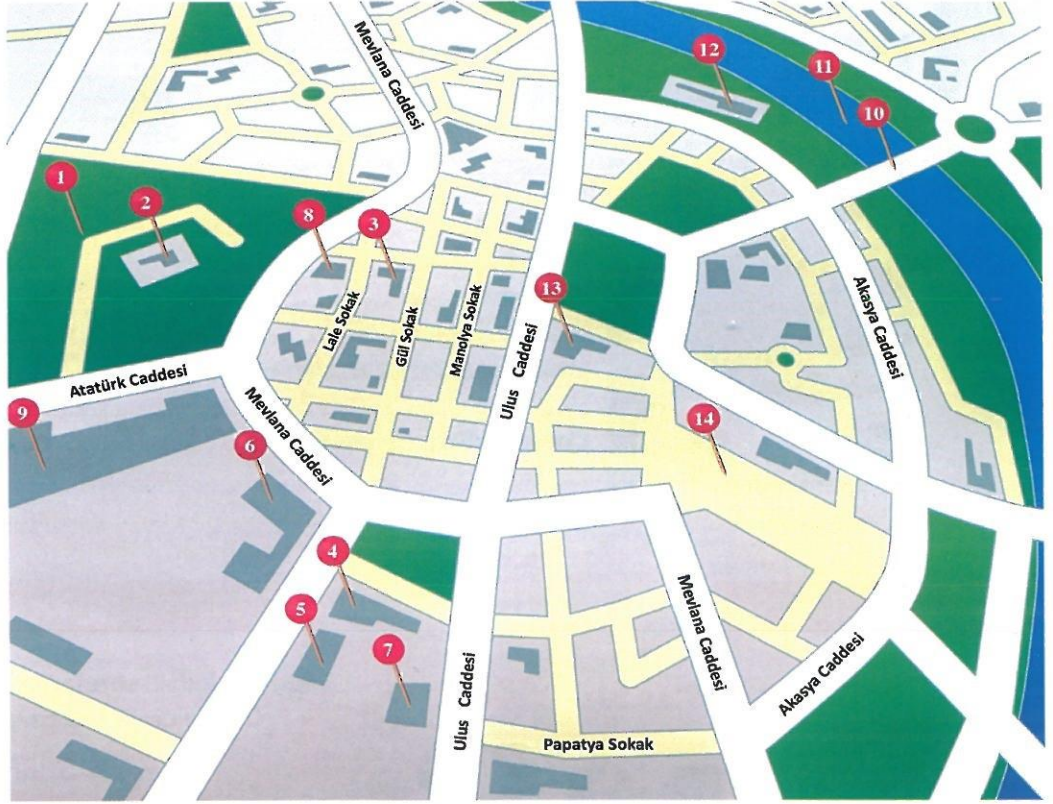 Mevlana Caddesi
12
11
10
1
2
8
3
13
Lale Sokak
Gül Sokak
Manolya Sokak
Ulus Caddesi
Akasya Caddesi
Atatürk Caddesi
9
Mevlana Caddesi
6
14
4
5
7
Mevlana Caddesi
Ulus Caddesi
Akasya Caddesi
Papatya Sokak